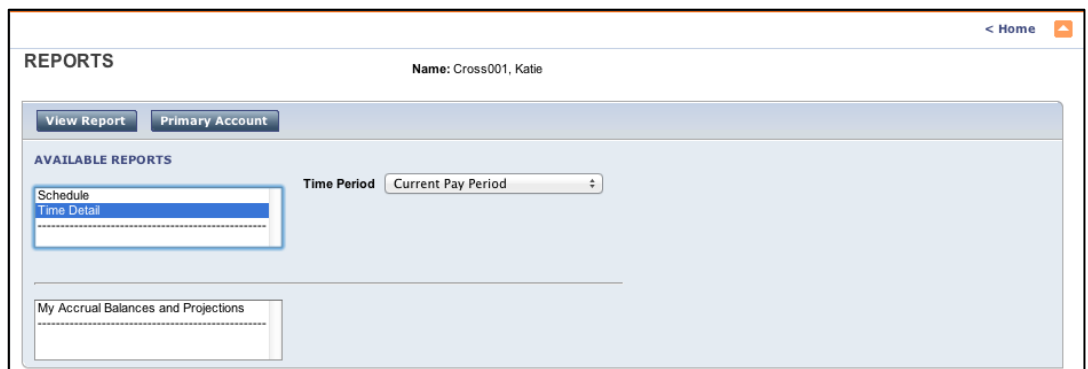 < Home
REPORTS
Name: Cross001, Katie
View Report Primary Account
AVAILABLE REPORTS
Time Period Current Pay Period
Schedule
Time Detail
--------------------------------------------------------
My Accrual Balances and Projections
--------------------------------------------------------